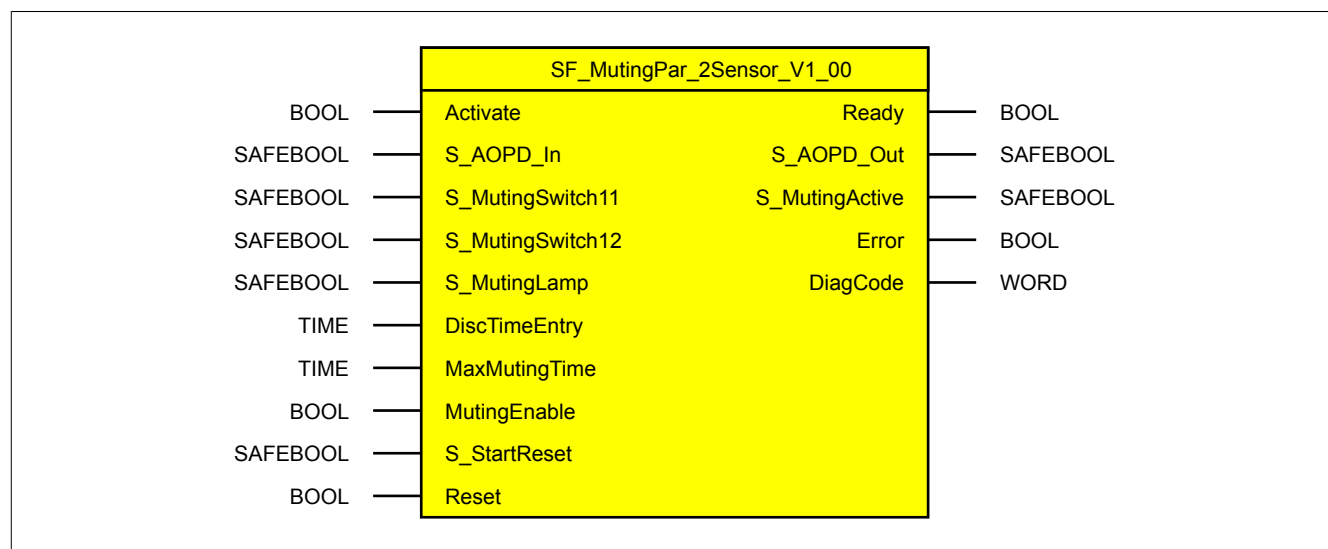 SF_MutingPar_2Sensor_V1_00
BOOL Activate Ready BOOL
SAFEBOOL S_AOPD_In S_AOPD_Out SAFEBOOL
SAFEBOOL S_MutingSwitch11 S_MutingActive SAFEBOOL
SAFEBOOL S_MutingSwitch12 Error BOOL
SAFEBOOL S_MutingLamp DiagCode WORD
TIME DiscTimeEntry
TIME MaxMutingTime
BOOL MutingEnable
SAFEBOOL S_StartReset
BOOL Reset